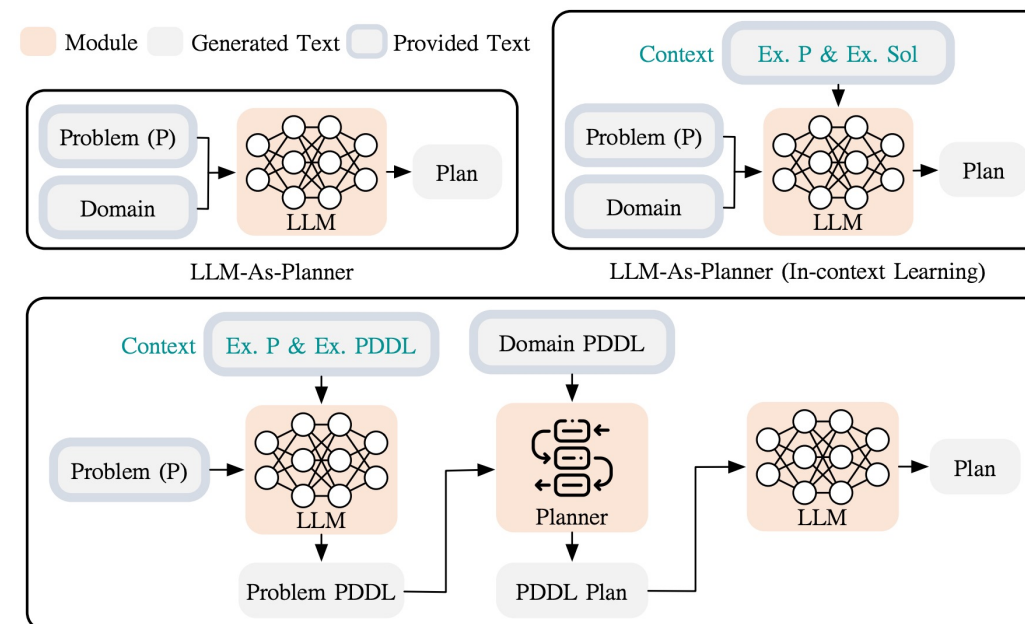 Module
Generated Text
Provided Text
Problem (P)
Domain
LLM
Plan
LLM-As-Planner
Context
Ex. P & Ex. Sol
Problem (P)
Domain
LLM
Plan
LLM-As-Planner (In-context Learning)
Context
Ex. P & Ex. PDDL
Domain PDDL
Problem (P)
LLM
Planner
LLM
Plan
Problem PDDL
PDDL Plan